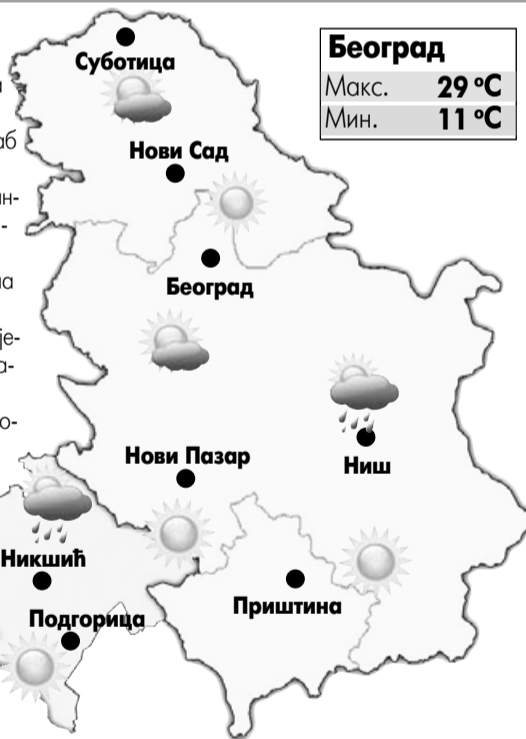 Суботица
Београд
Макс. 29 °C
Мин. 11 °C
Нови Сад
Београд
Нови Пазар
Ниш
Никшић
Приштина
Подгорица